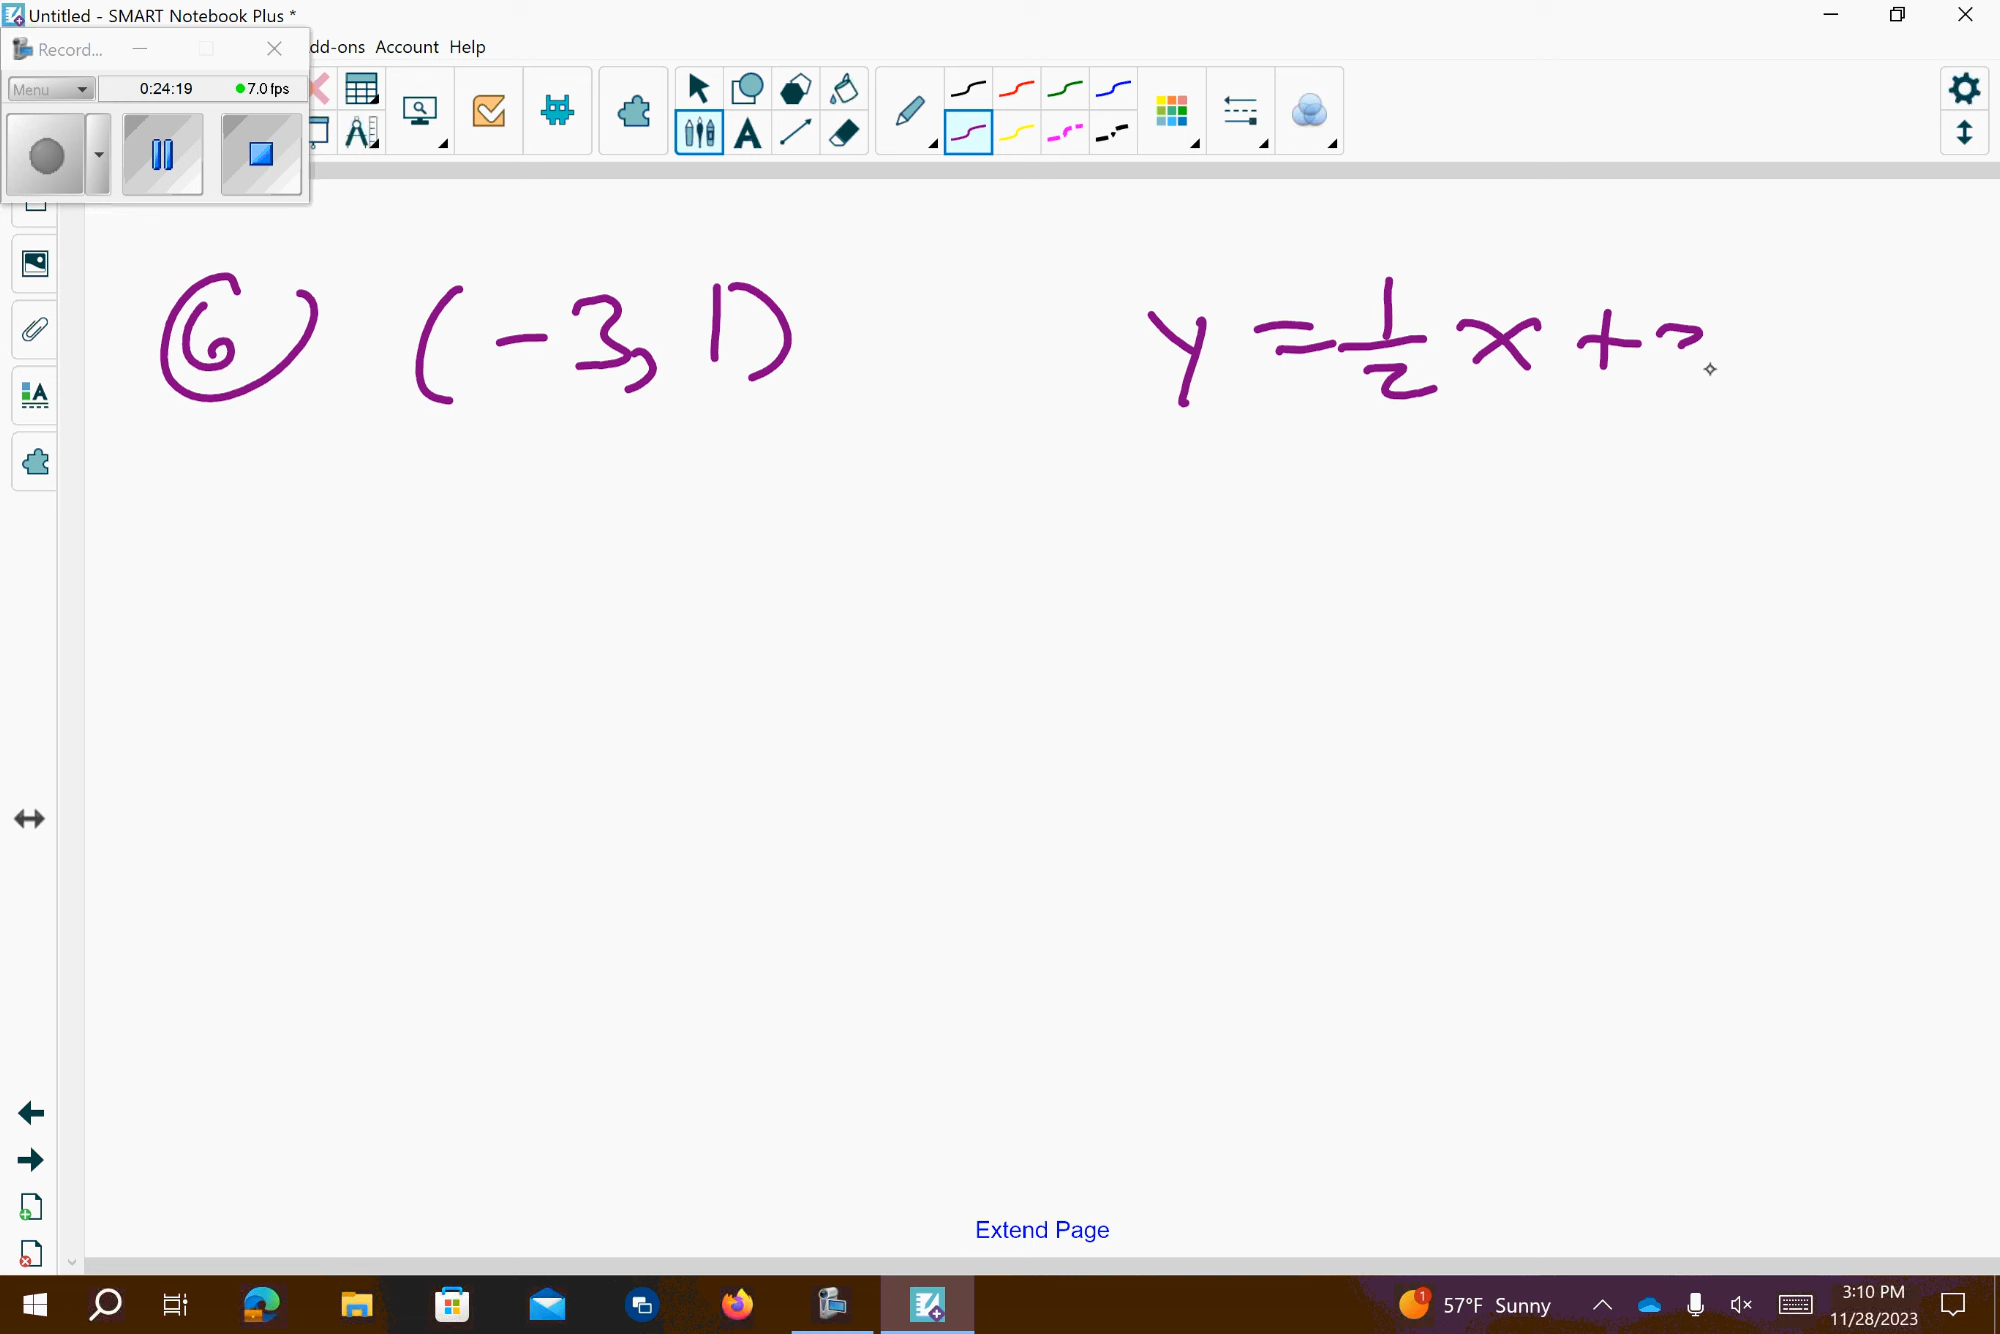 Untitled - SMART Notebook Plus *
Record...
dd-ons Account Help
Menu 0:24:19 7.0 fps
6 (-3, 1) y = 1/2 x +
Extend Page
1 57°F Sunny 3:10 PM
11/28/2023